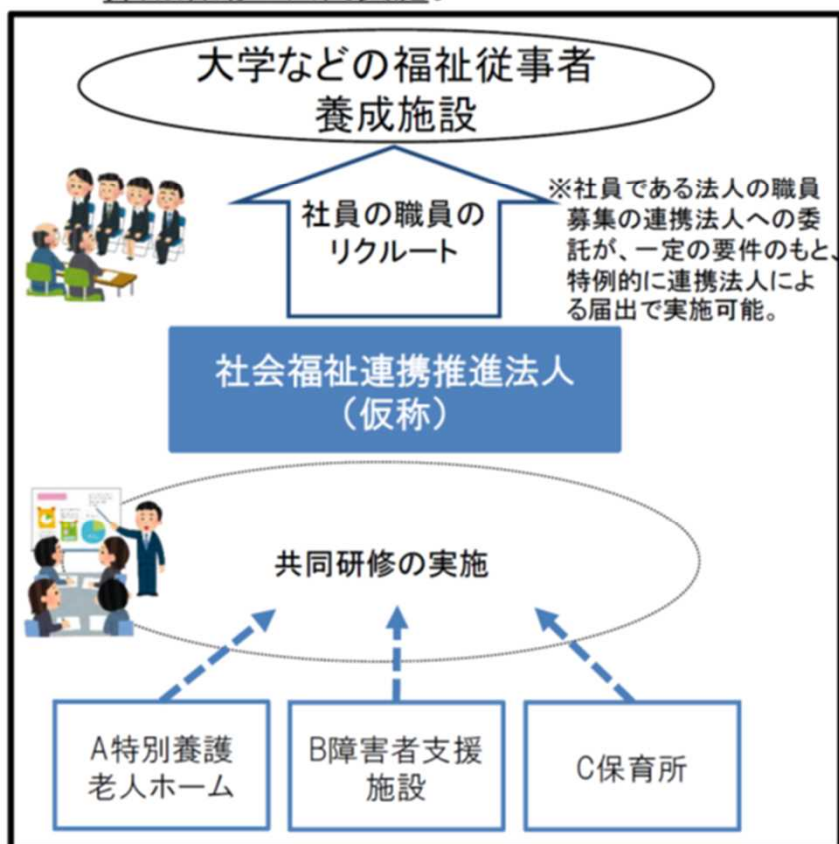 大学などの福祉従事者
養成施設
社員の職員の
リクルート
※社員である法人の職員
募集の連携法人への委
託が、一定の要件のもと、
特例的に連携法人によ
る届出で実施可能。
社会福祉連携推進法人
（仮称）
共同研修の実施
A特別養護
老人ホーム
B障害者支援
施設
C保育所